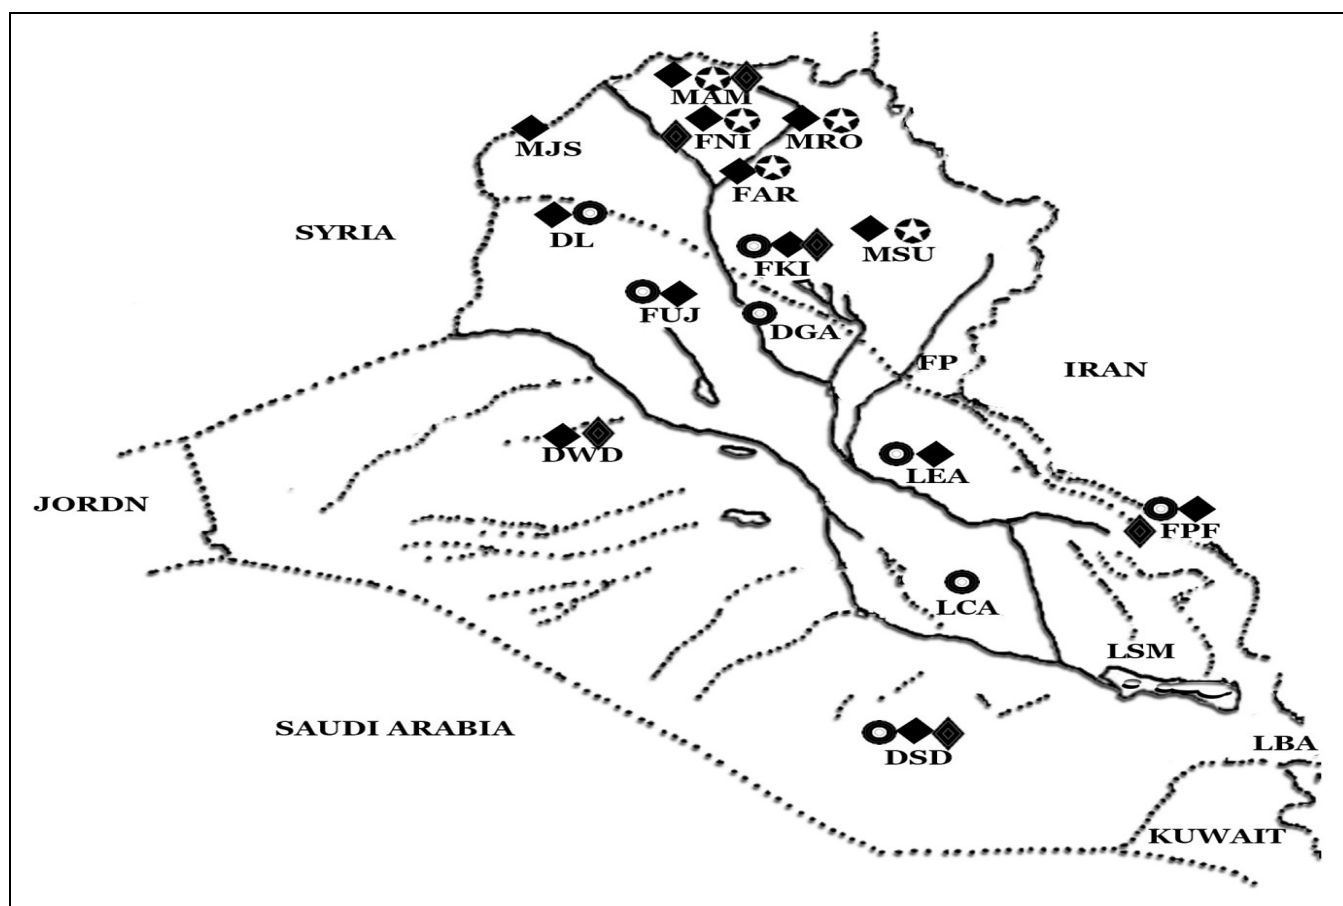 MAM
FNI
MRO
MJS
FAR
SYRIA
DL
MSU
FKI
FUJ
DGA
FP
IRAN
DWD
LEA
JORDN
FPF
LCA
LSM
SAUDI ARABIA
LBA
DSD
KUWAIT